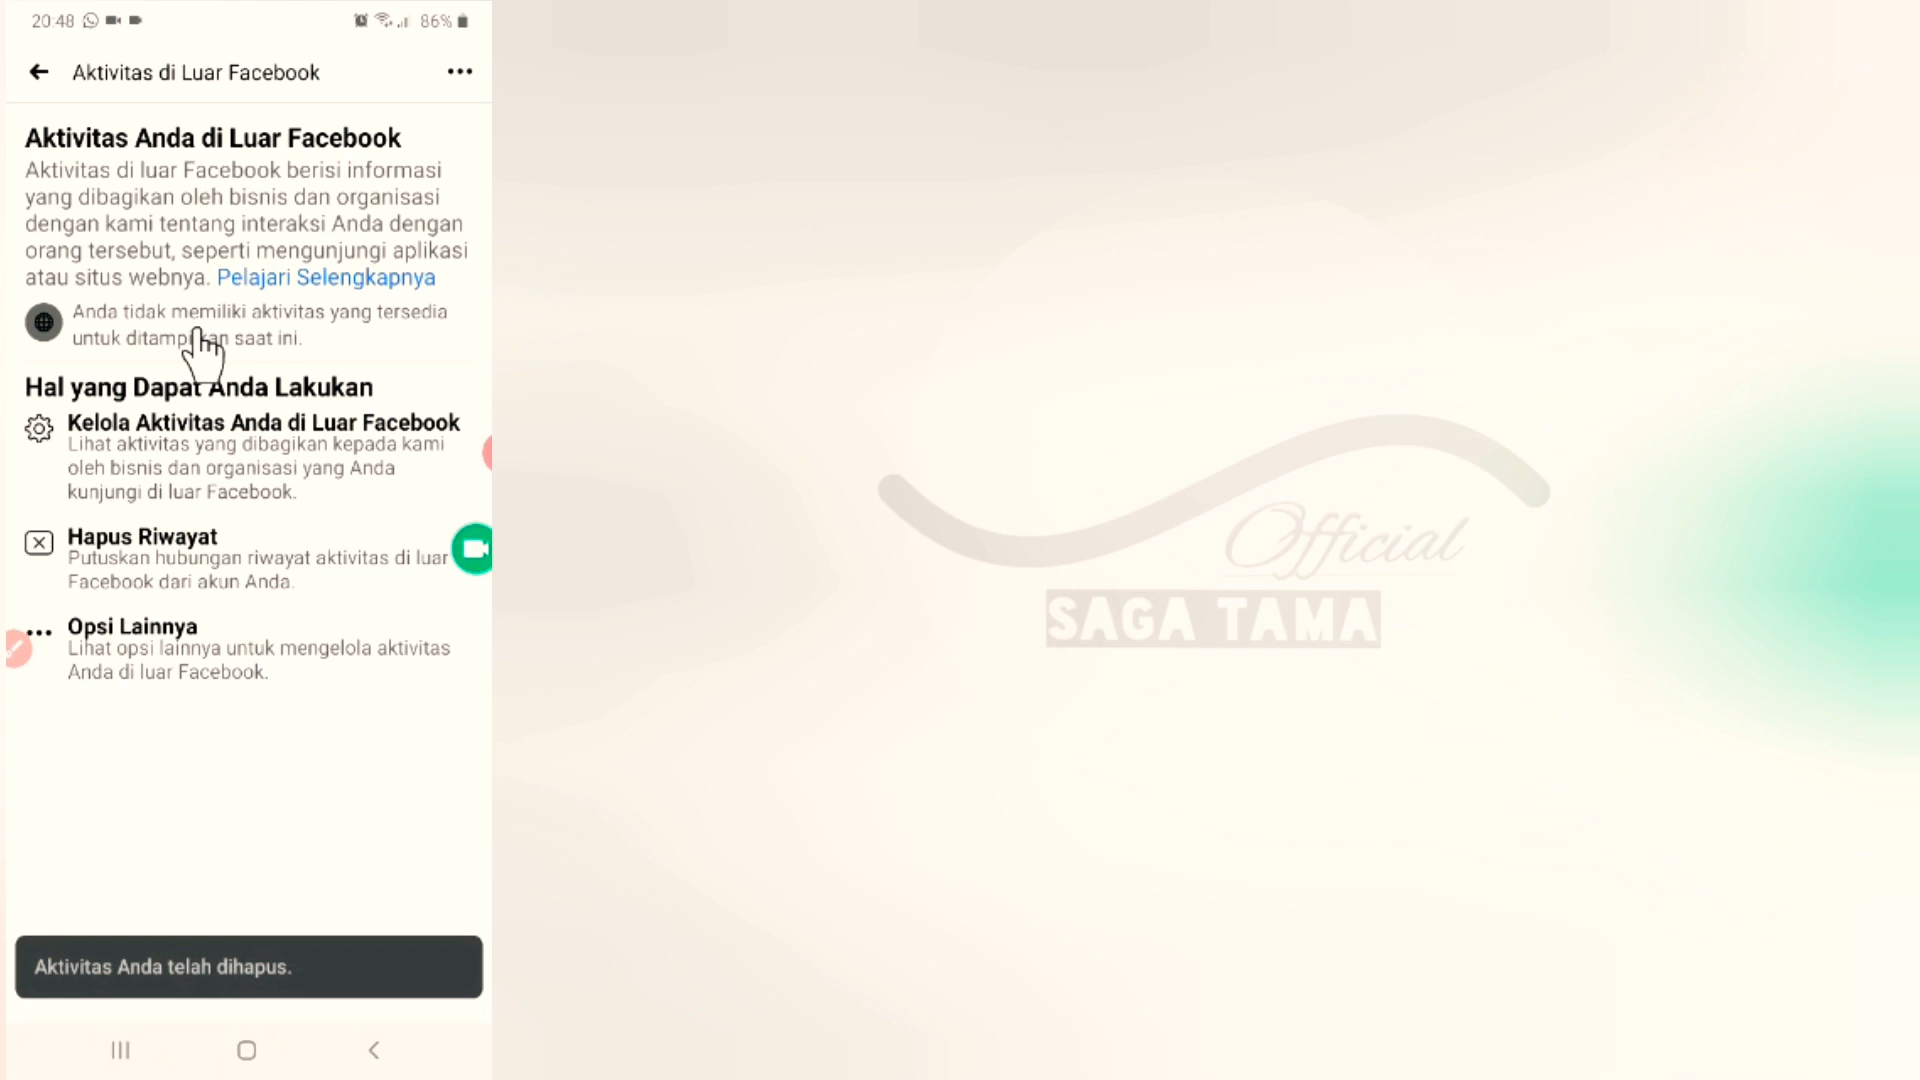 20:48
86%
Aktivitas di Luar Facebook
Aktivitas Anda di Luar Facebook
Aktivitas di luar Facebook berisi informasi
yang dibagikan oleh bisnis dan organisasi
dengan kami tentang interaksi Anda dengan
orang tersebut, seperti mengunjungi aplikasi
atau situs webnya. Pelajari Selengkapnya
Anda tidak memiliki aktivitas yang tersedia
untuk ditampilkan saat ini.
Hal yang Dapat Anda Lakukan
Kelola Aktivitas Anda di Luar Facebook
Lihat aktivitas yang dibagikan kepada kami
oleh bisnis dan organisasi yang Anda
kunjungi di luar Facebook.
Hapus Riwayat
Putuskan hubungan riwayat aktivitas di luar
Facebook dari akun Anda.
Opsi Lainnya
Lihat opsi lainnya untuk mengelola aktivitas
Anda di luar Facebook.
Aktivitas Anda telah dihapus.
Official
SAGA TAMA